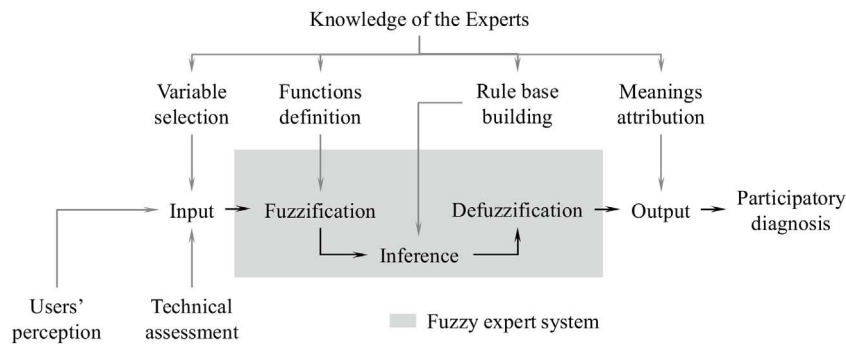 Knowledge of the Experts
Variable
selection
Functions
definition
Rule base
building
Meanings
attribution
Input
Fuzzification
Defuzzification
Output
Participatory
diagnosis
Inference
Users’
perception
Technical
assessment
Fuzzy expert system